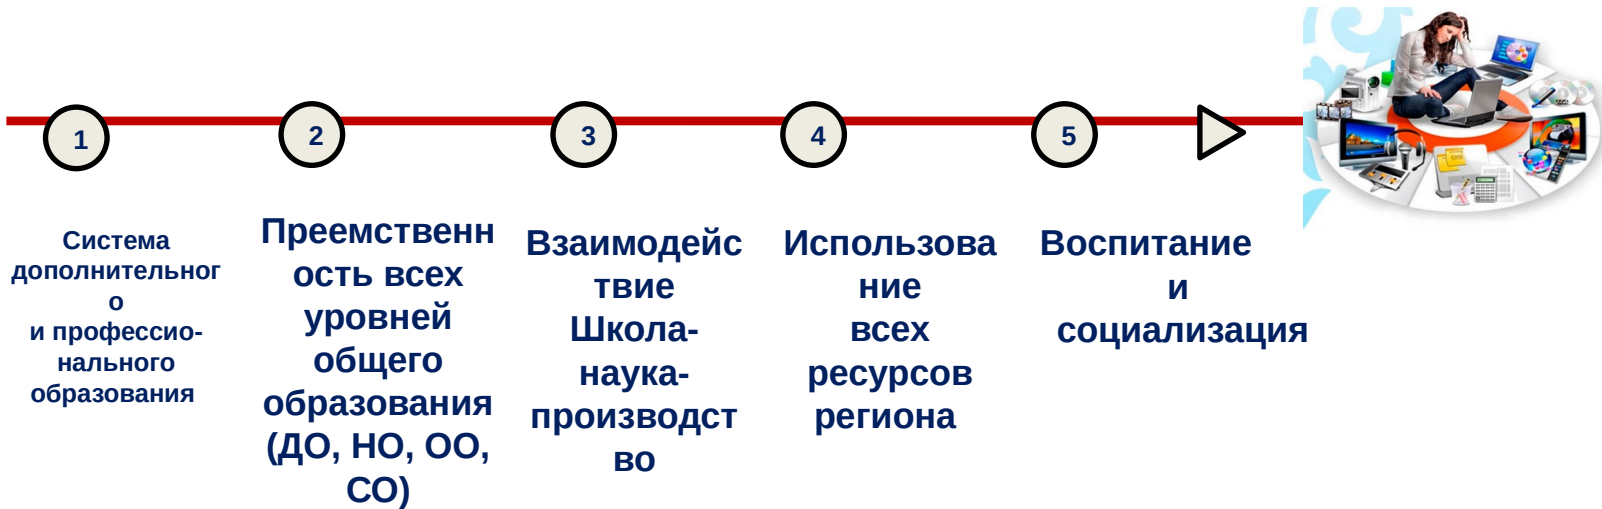 1
2
3
4
5
Система
дополнительног
о
и профессио-
нального
образования
Преемственн
ость всех
уровней
общего
образования
(ДО, НО, ОО,
СО)
Взаимодейс
твие
Школа-
наука-
производст
во
Использова
ние
всех
ресурсов
региона
Воспитание
и
социализация